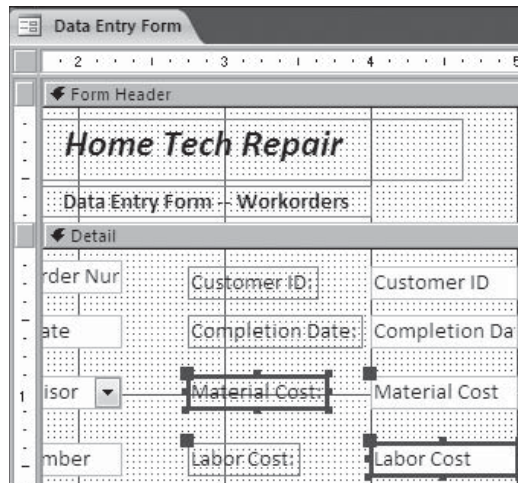 Data Entry Form
2 3 4 5
Form Header
Home Tech Repair
Data Entry Form -- Workorders
Detail
rder Nur Customer ID: Customer ID
ate Completion Date: Completion Da
isor Material Cost: Material Cost
1
mber Labor Cost: Labor Cost